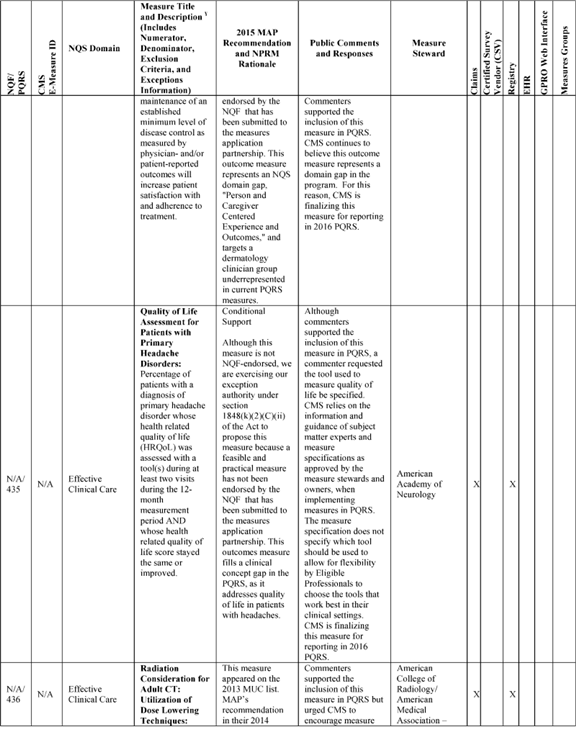 NQF/
PQRS
CMS
E-Measure ID
NQS Domain
Measure Title
and Description ¥
(Includes
Numerator,
Denominator,
Exclusion
Criteria, and
Exceptions
Information)
2015 MAP
Recommendation
and NPRM
Rationale
Public Comments
and Responses
Measure
Steward
Claims
Certified Survey
Vendor (CSV)
Registry
EHR
GPRO Web Interface
Measures Groups
maintenance of an
established
minimum level of
disease control as
measured by
physician- and/or
patient-reported
outcomes will
increase patient
satisfaction with
and adherence to
treatment.
endorsed by the
NQF that has
been submitted to
the measures
application
partnership. This
outcome measure
represents an NQS
domain gap,
"Person and
Caregiver
Centered
Experience and
Outcomes," and
targets a
dermatology
clinician group
underrepresented
in current PQRS
measures.
Commenters
supported the
inclusion of this
measure in PQRS.
CMS continues to
believe this outcome
measure represents a
domain gap in the
program. For this
reason, CMS is
finalizing this
measure for reporting
in 2016 PQRS.
N/A/
435
N/A
Effective
Clinical Care
Quality of Life
Assessment for
Patients with
Primary
Headache
Disorders:
Percentage of
patients with a
diagnosis of
primary headache
disorder whose
health related
quality of life
(HRQoL) was
assessed with a
tool(s) during at
least two visits
during the 12-
month
measurement
period AND
whose health
related quality of
life score stayed
the same or
improved.
Conditional
Support
Although this
measure is not
NQF-endorsed, we
are exercising our
exception
authority under
section
1848(k)(2)(C)(ii)
of the Act to
propose this
measure because a
feasible and
practical measure
has not been
endorsed by the
NQF that has
been submitted to
the measures
application
partnership. This
outcomes measure
fills a clinical
concept gap in the
PQRS, as it
addresses quality
of life in patients
with headaches.
Although
commenters
supported the
inclusion of this
measure in PQRS, a
commenter requested
the tool used to
measure quality of
life be specified.
CMS relies on the
information and
guidance of subject
matter experts and
measure
specifications as
approved by the
measure stewards and
owners, when
implementing
measures in PQRS.
The measure
specification does not
specify which tool
should be used to
allow for flexibility
by Eligible
Professionals to
choose the tools that
work best in their
clinical settings.
CMS is finalizing
this measure for
reporting in 2016
PQRS.
American
Academy of
Neurology
X
X
N/A/
436
N/A
Effective
Clinical Care
Radiation
Consideration for
Adult CT:
Utilization of
Dose Lowering
Techniques:
This measure
appeared on the
2013 MUC list.
MAP's
recommendation
in their 2014
Commenters
supported the
inclusion of this
measure in PQRS but
urged CMS to
encourage measure
American
College of
Radiology/
American
Medical
Association –
X
X